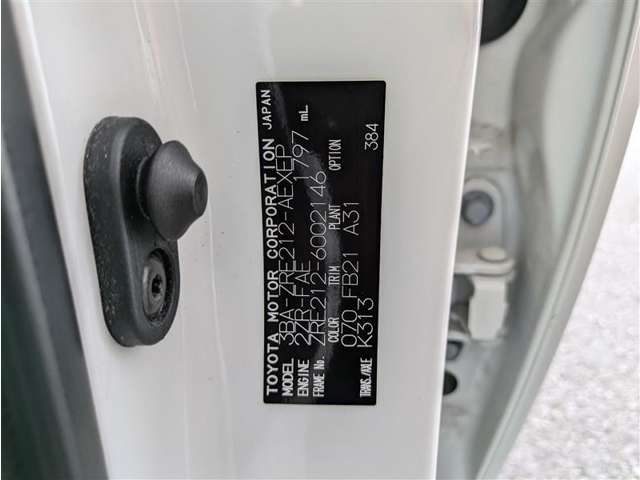 TOYOTA MOTOR CORPORATION JAPAN
MODEL 3BA-ZRE212-AEXEP
ENGINE 2ZR-FAE 1797 mL
FRAME No. ZRE212-6002146
COLOR TRIM PLANT OPTION
070 FB21 A31 384
TRANS./AXLE K313